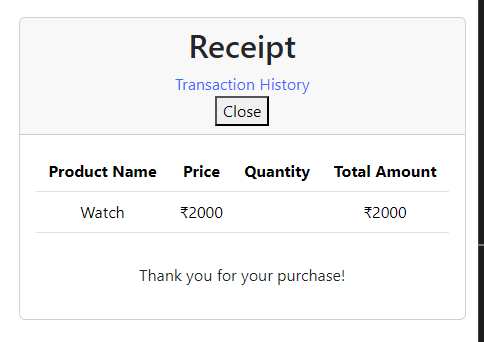 Receipt
Transaction History
Close
Product Name Price Quantity Total Amount
Watch ₹2000 ₹2000
Thank you for your purchase!